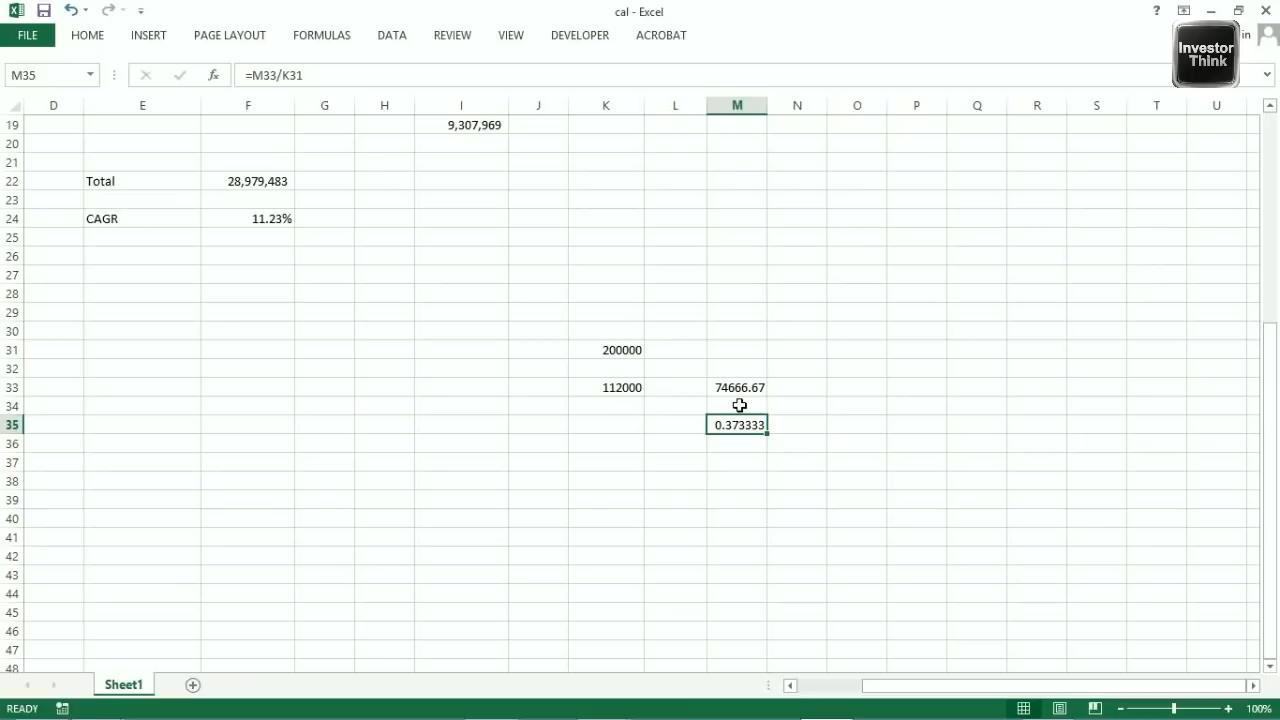 cal - Excel
?
FILE HOME INSERT PAGE LAYOUT FORMULAS DATA REVIEW VIEW DEVELOPER ACROBAT in
Investor
Think
M35 fx =M33/K31
D E F G H I J K L M N O P Q R S T U
19 9,307,969
20
21
22 Total 28,979,483
23
24 CAGR 11.23%
25
26
27
28
29
30
31 200000
32
33 112000 74666.67
34
35 0.373333
36
37
38
39
40
41
42
43
44
45
46
47
48
Sheet1
READY 100%